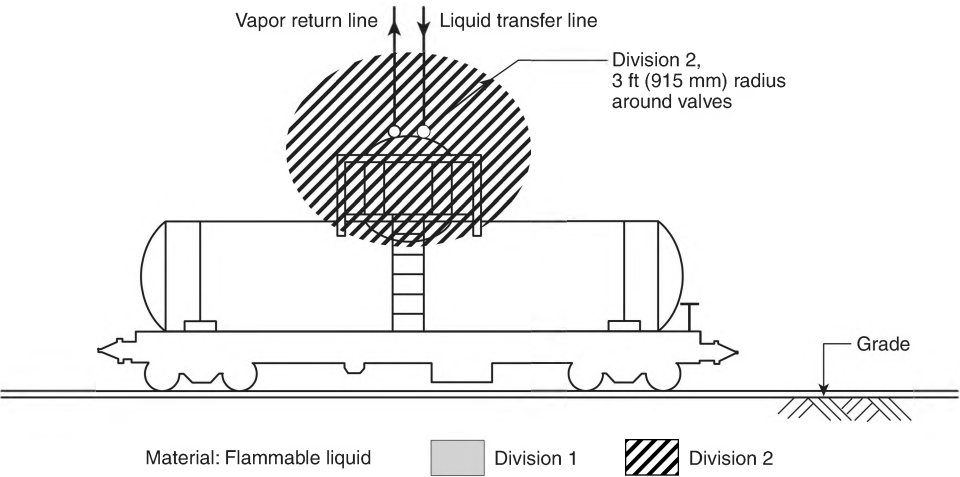 Vapor return line
Liquid transfer line
Division 2,
3 ft (915 mm) radius
around valves
Grade
Material: Flammable liquid
Division 1
Division 2